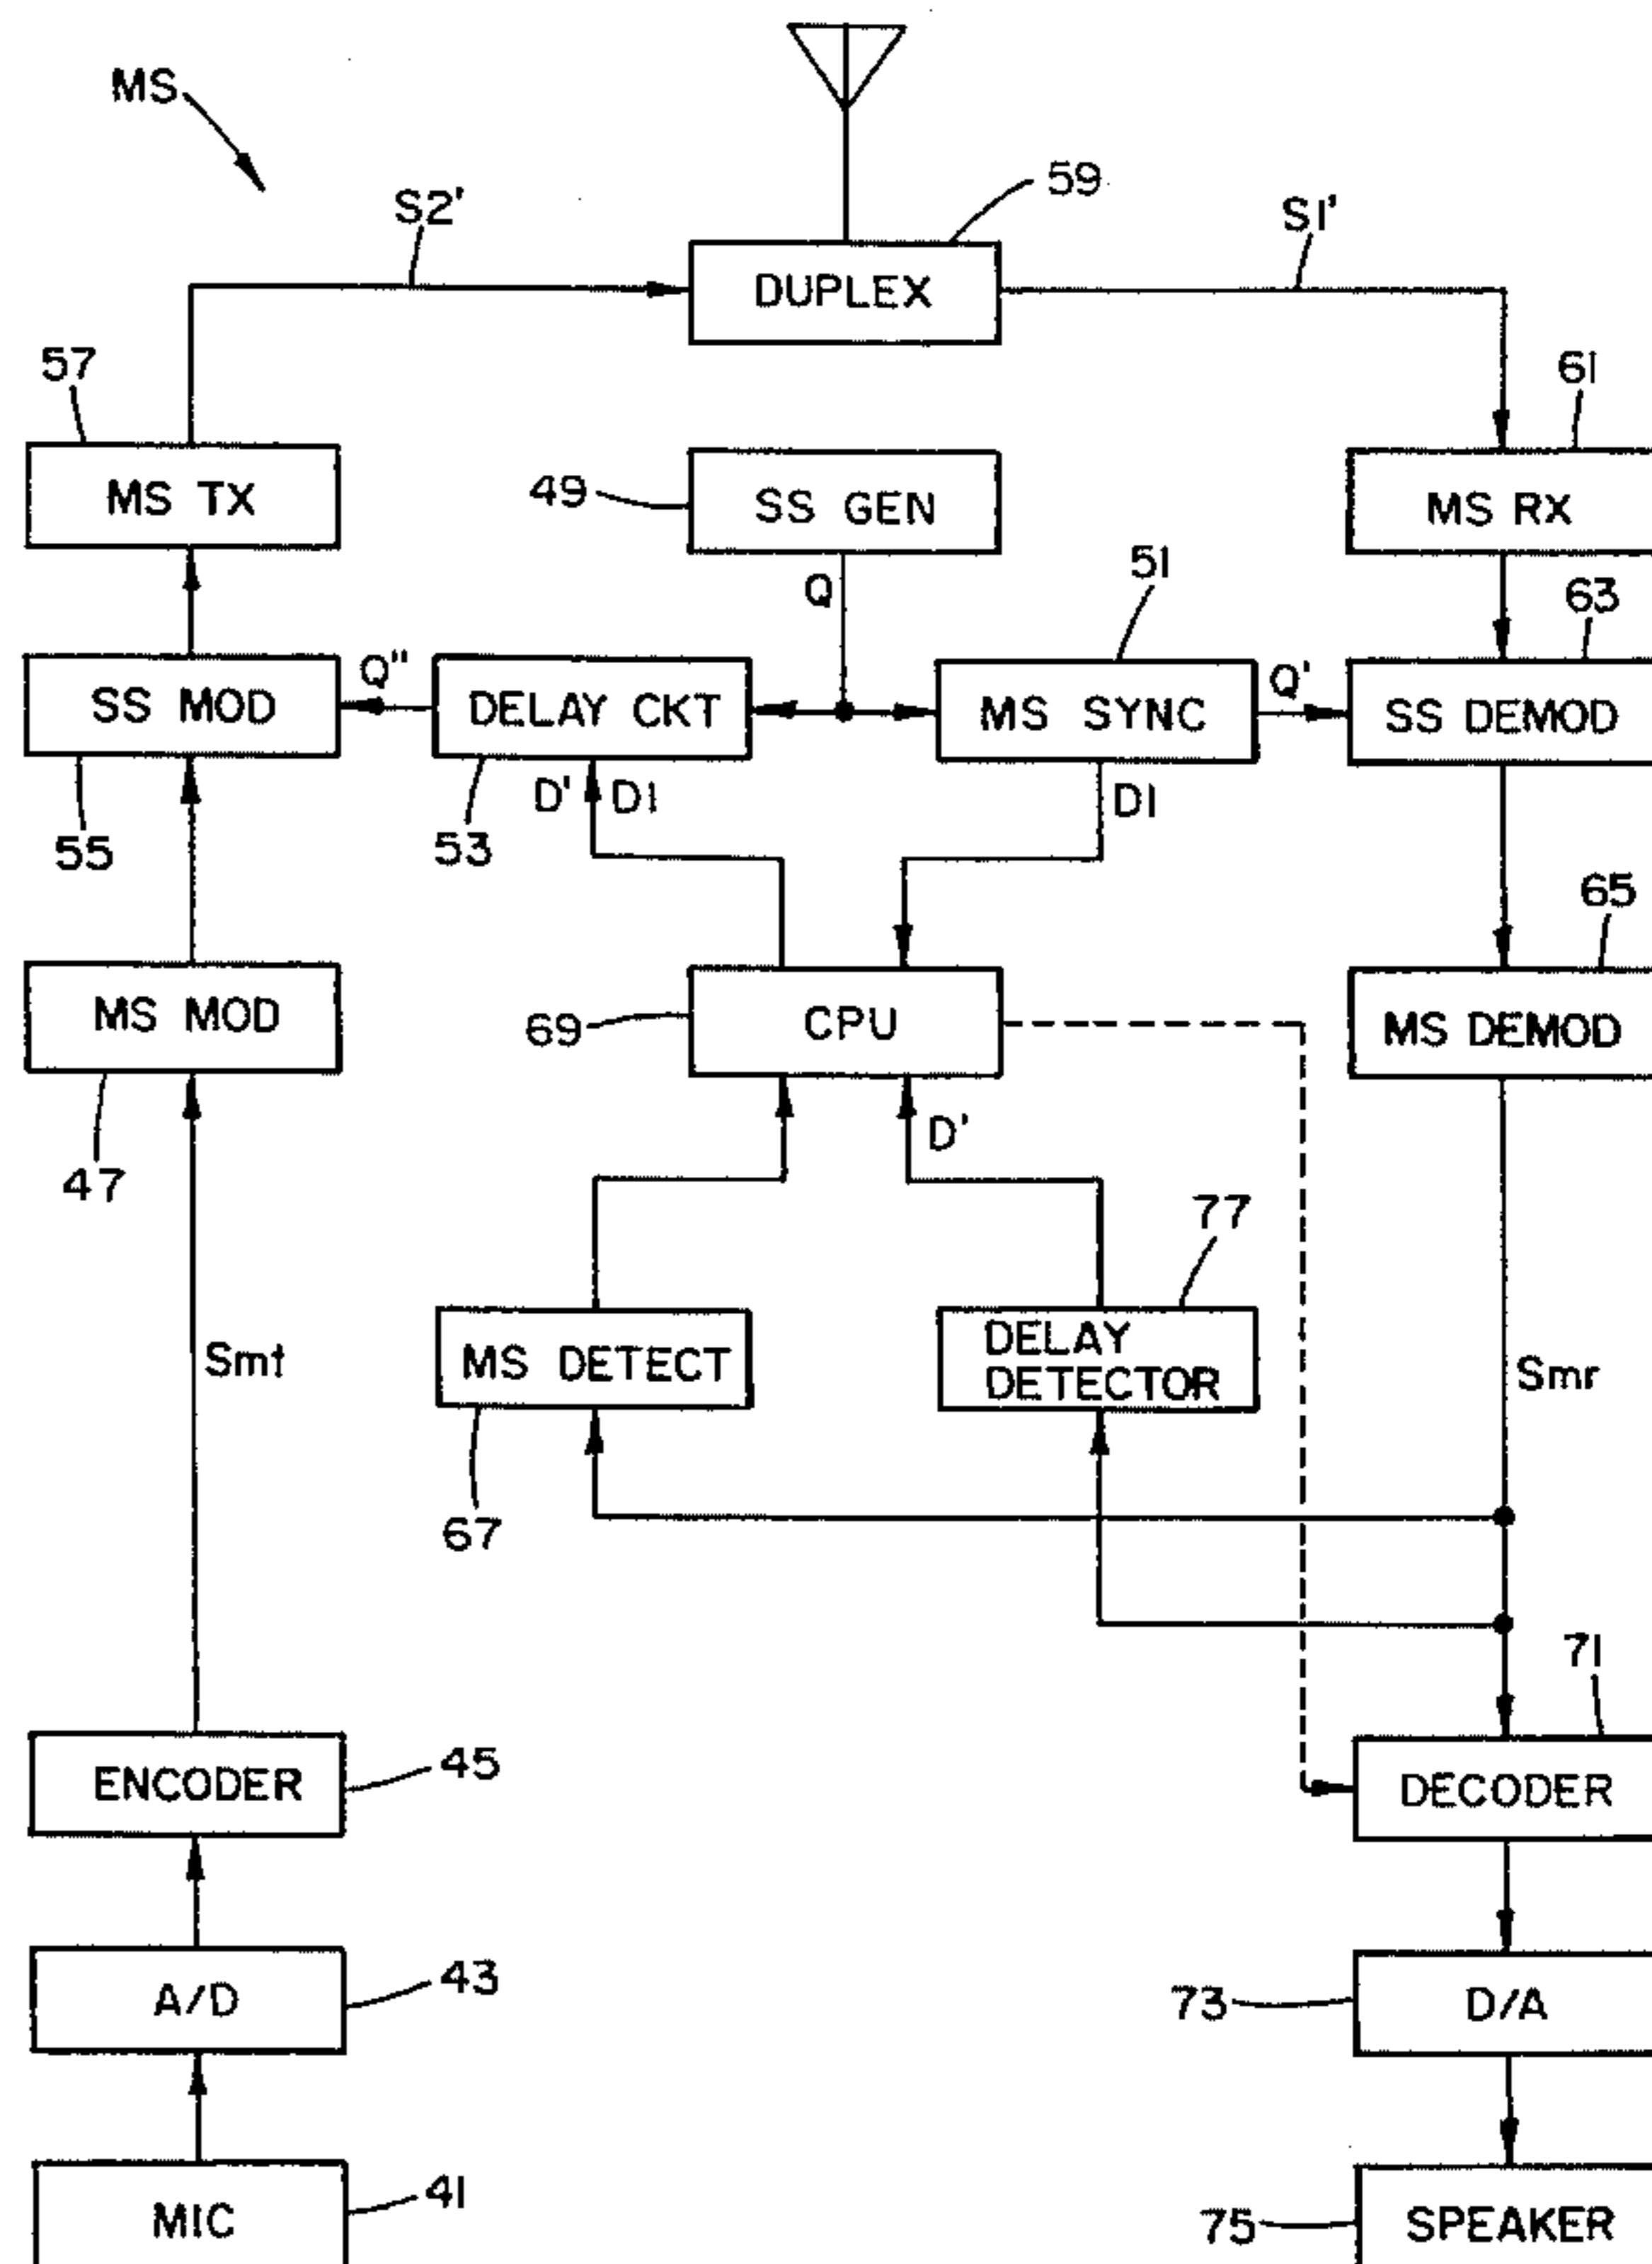 MS
S2'
59
S1'
DUPLEX
57
61
MS TX
49
SS GEN
MS RX
Q
51
63
SS MOD
Q"
DELAY CKT
MS SYNC
Q'
SS DEMOD
55
53
D'
D1
D1
65
MS MOD
69
CPU
MS DEMOD
47
D'
77
Smt
MS DETECT
DELAY
DETECTOR
Smr
67
71
ENCODER
45
DECODER
A/D
43
73
D/A
MIC
41
75
SPEAKER